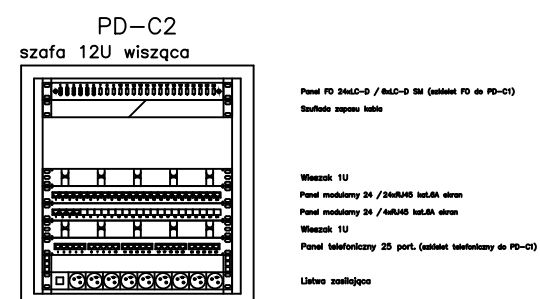 PD-C2
szafa 12U wisząca
Panel FO 24xLC-D / 6xLC-D SM (szkielet FO do PD-C1)
Szuflada zapasu kabla
Wieszak 1U
Panel modularny 24 / 24xRJ45 kat.6A ekran
Panel modularny 24 / 4xRJ45 kat.6A ekran
Wieszak 1U
Panel telefoniczny 25 port. (szkielet telefoniczny do PD-C1)
Listwa zasilająca